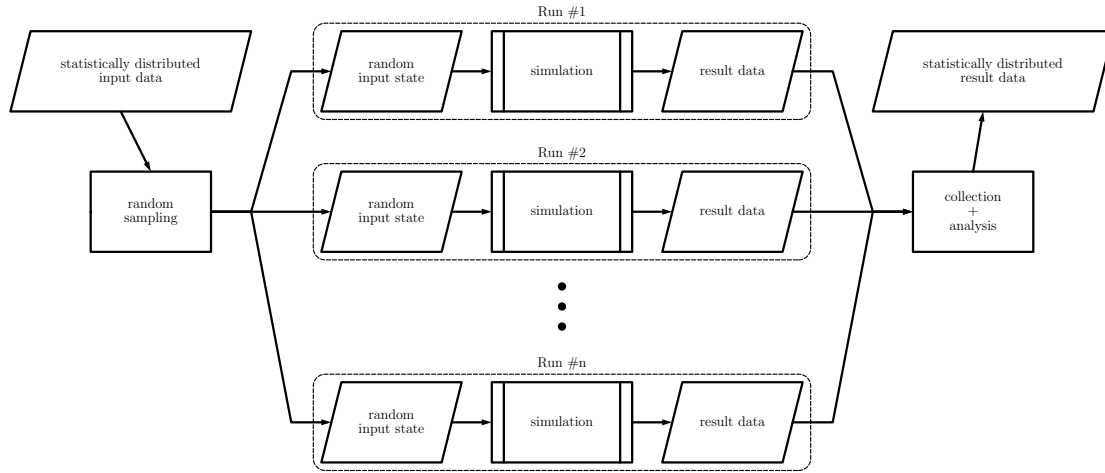 statistically distributed
input data
random
sampling
Run #1
random
input state
simulation
result data
Run #2
random
input state
simulation
result data
Run #n
random
input state
simulation
result data
collection
+
analysis
statistically distributed
result data